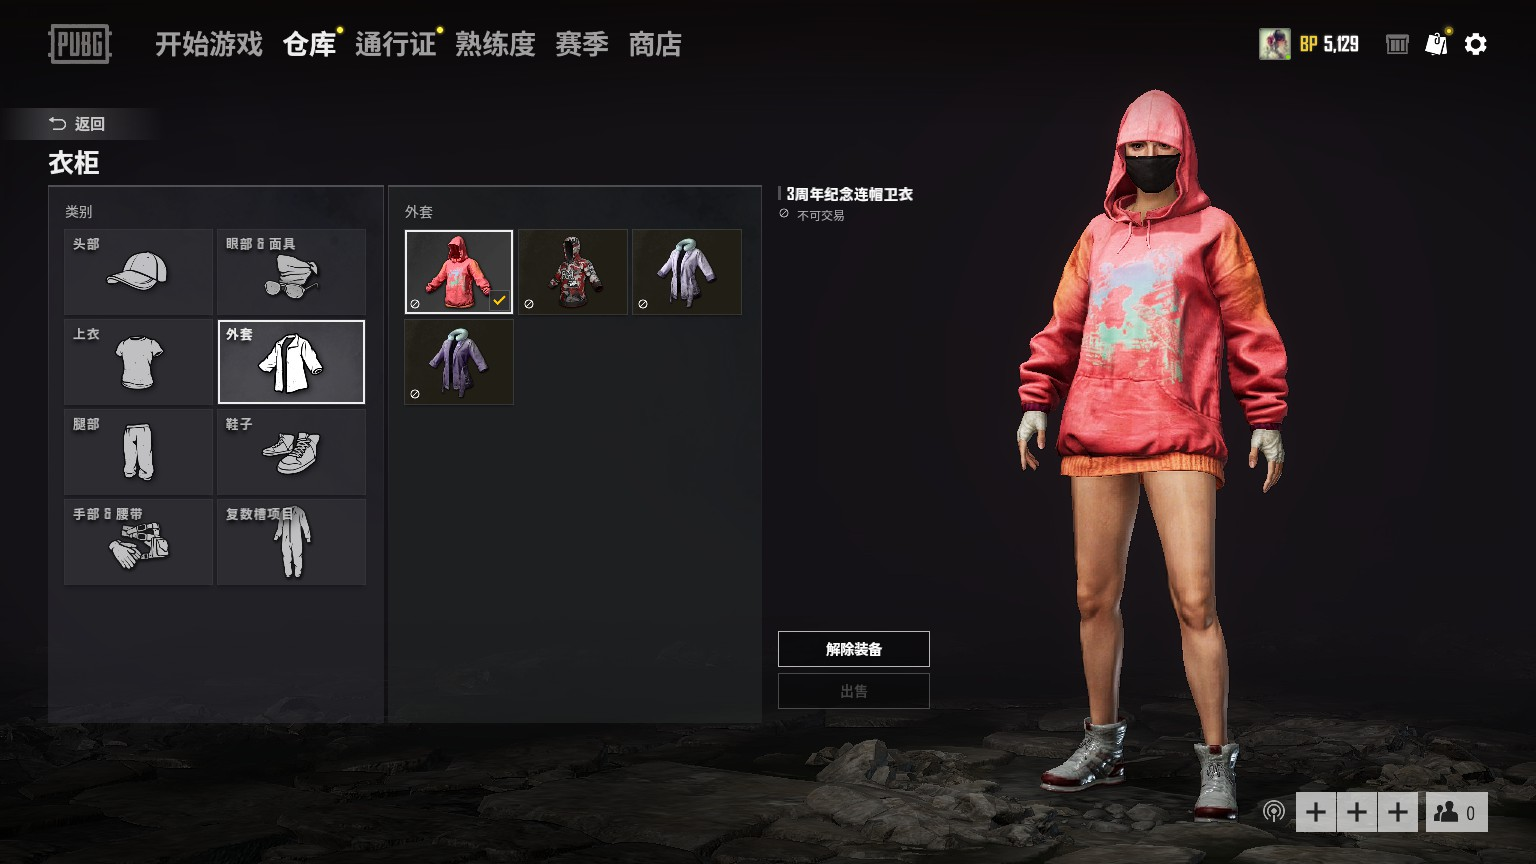 PUBG 开始游戏 仓库 通行证 熟练度 赛季 商店 BP 5,129
返回
衣柜
类别
头部 眼部 & 面具
上衣 外套
腿部 鞋子
手部 & 腰带 复数槽项目
外套
3周年纪念连帽卫衣
不可交易
解除装备
出售
0